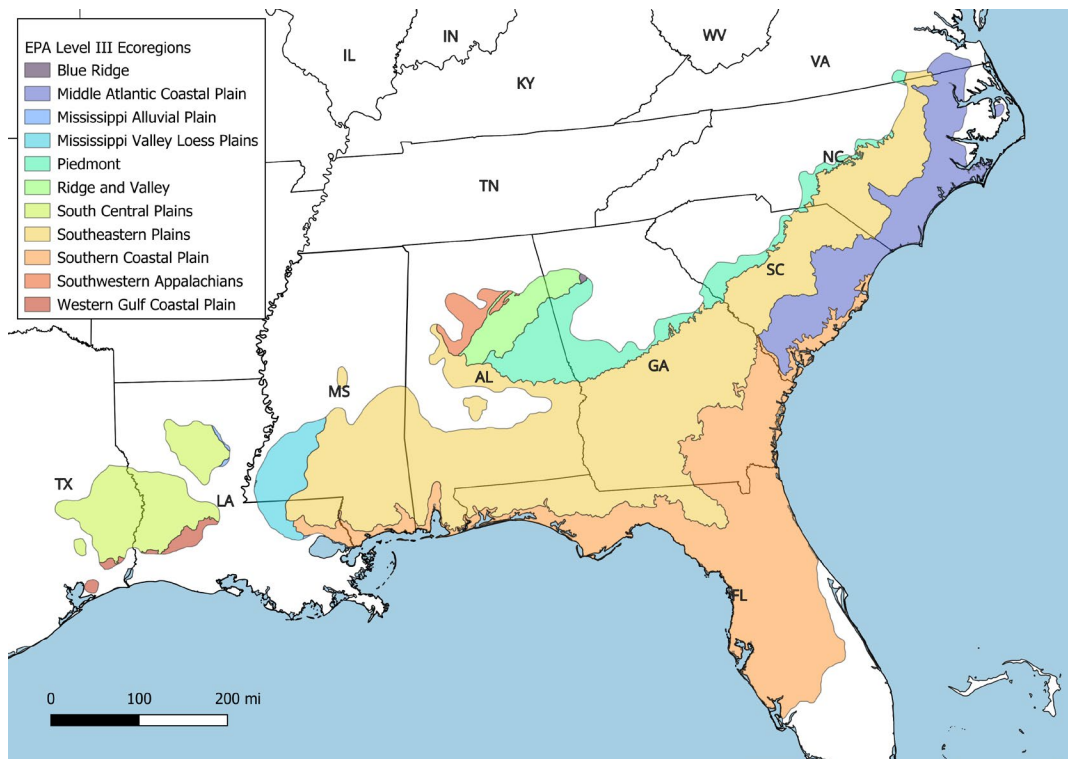 EPA Level III Ecoregions
Blue Ridge
Middle Atlantic Coastal Plain
Mississippi Alluvial Plain
Mississippi Valley Loess Plains
Piedmont
Ridge and Valley
South Central Plains
Southeastern Plains
Southern Coastal Plain
Southwestern Appalachians
Western Gulf Coastal Plain
IL
IN
WV
KY
VA
TN
NC
SC
GA
AL
MS
TX
LA
FL
0 100 200 mi